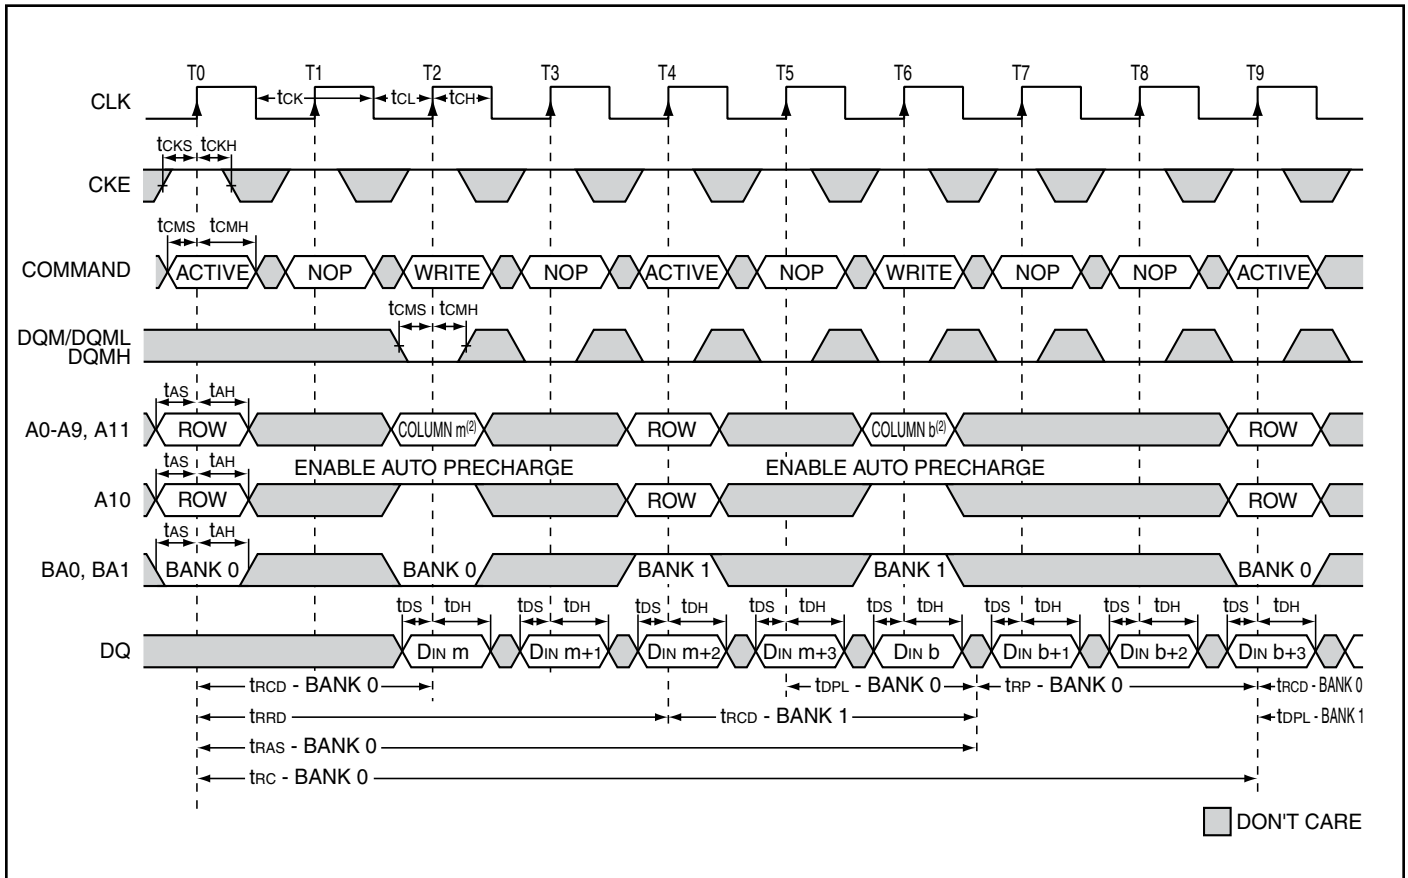 T0 T1 T2 T3 T4 T5 T6 T7 T8 T9
CLK tCK tCL tCH
tCKS tCKH
CKE
tCMS tCMH
COMMAND ACTIVE NOP WRITE NOP ACTIVE NOP WRITE NOP NOP ACTIVE
tCMS tCMH
DQM/DQML
DQMH
tAS tAH
A0-A9, A11 ROW COLUMN m(2) ROW COLUMN b(2) ROW
tAS tAH ENABLE AUTO PRECHARGE ENABLE AUTO PRECHARGE
A10 ROW ROW ROW
tAS tAH
BA0, BA1 BANK 0 BANK 0 BANK 1 BANK 1 BANK 0
tDS tDH tDS tDH tDS tDH tDS tDH tDS tDH tDS tDH tDS tDH tDS tDH
DQ DIN m DIN m+1 DIN m+2 DIN m+3 DIN b DIN b+1 DIN b+2 DIN b+3
tRCD - BANK 0 tDPL - BANK 0 tRP - BANK 0 tRCD - BANK 0
tRRD tRCD - BANK 1 tDPL - BANK 1
tRAS - BANK 0
tRC - BANK 0
DON'T CARE